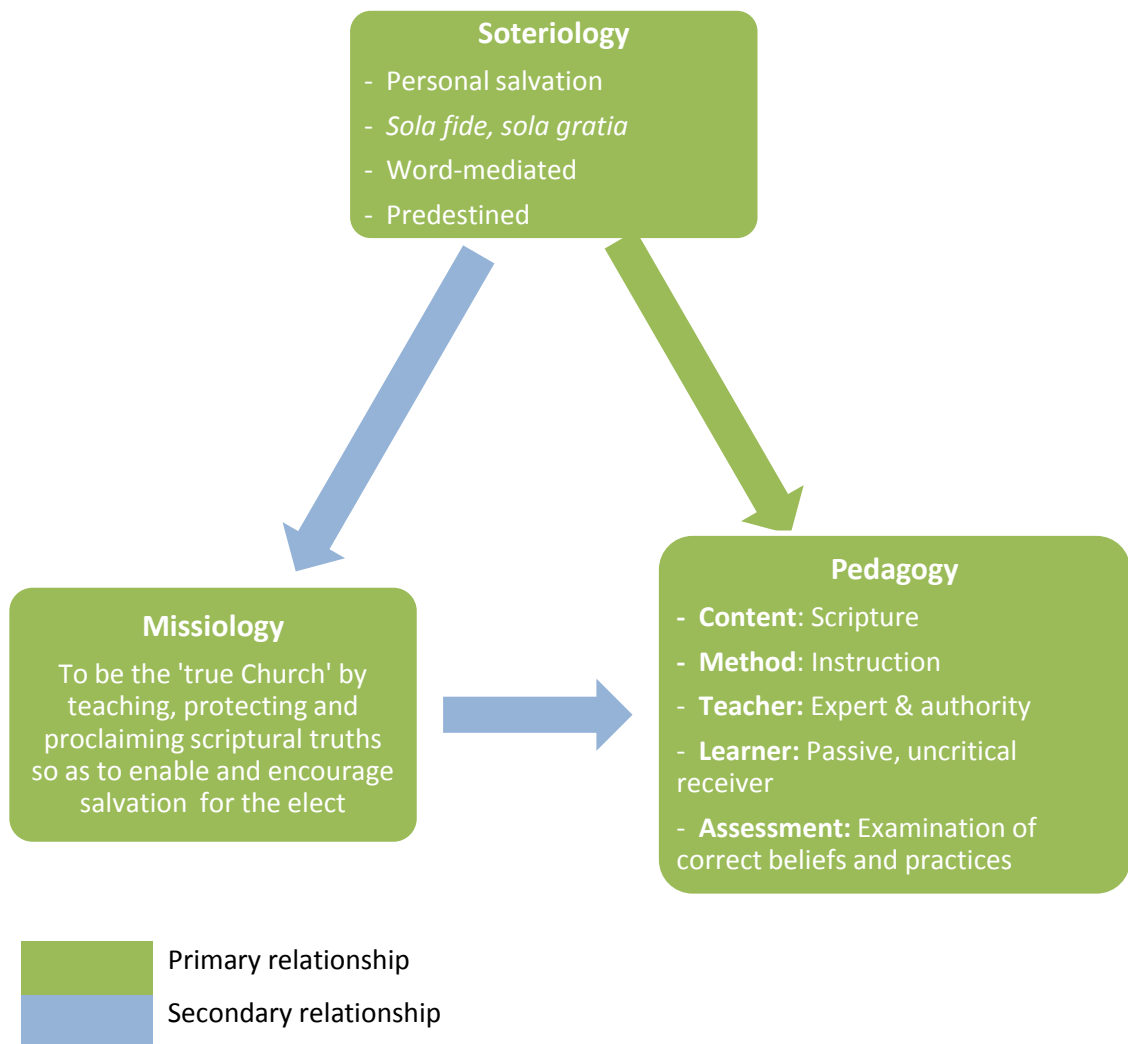 Soteriology
- Personal salvation
- Sola fide, sola gratia
- Word-mediated
- Predestined
Missiology
To be the 'true Church' by
teaching, protecting and
proclaiming scriptural truths
so as to enable and encourage
salvation for the elect
Pedagogy
- Content: Scripture
- Method: Instruction
- Teacher: Expert & authority
- Learner: Passive, uncritical
receiver
- Assessment: Examination of
correct beliefs and practices
Primary relationship
Secondary relationship